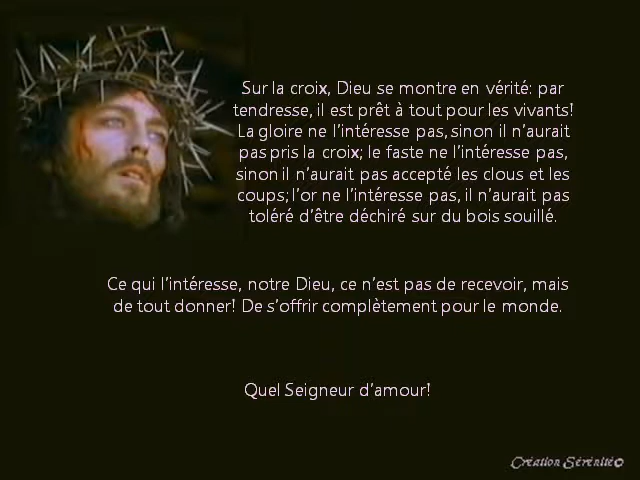 Sur la croix, Dieu se montre en vérité: par
tendresse, il est prêt à tout pour les vivants!
La gloire ne l'intéresse pas, sinon il n'aurait
pas pris la croix; le faste ne l'intéresse pas,
sinon il n'aurait pas accepté les clous et les
coups; l'or ne l'intéresse pas, il n'aurait pas
toléré d'être déchiré sur du bois souillé.
Ce qui l'intéresse, notre Dieu, ce n'est pas de recevoir, mais
de tout donner! De s'offrir complètement pour le monde.
Quel Seigneur d'amour!
Création Sérénité©